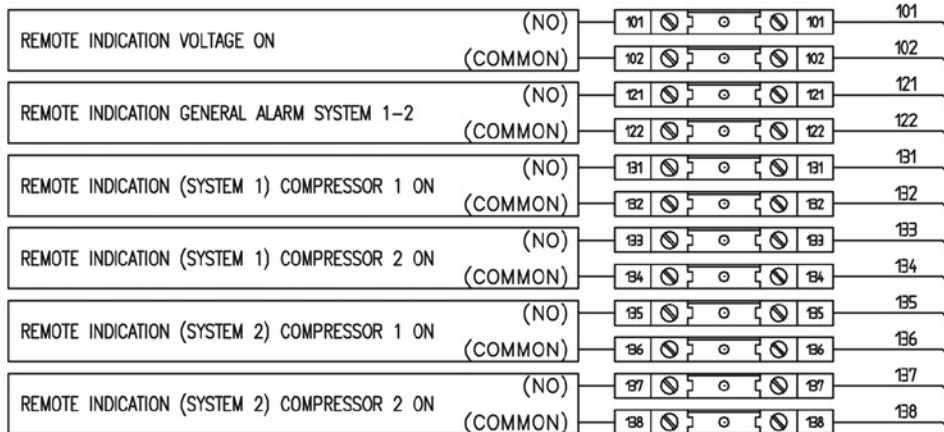 (NO) 101 101 101
REMOTE INDICATION VOLTAGE ON
(COMMON) 102 102 102
(NO) 121 121 121
REMOTE INDICATION GENERAL ALARM SYSTEM 1-2
(COMMON) 122 122 122
(NO) 131 131 131
REMOTE INDICATION (SYSTEM 1) COMPRESSOR 1 ON
(COMMON) 132 132 132
(NO) 133 133 133
REMOTE INDICATION (SYSTEM 1) COMPRESSOR 2 ON
(COMMON) 134 134 134
(NO) 135 135 135
REMOTE INDICATION (SYSTEM 2) COMPRESSOR 1 ON
(COMMON) 136 136 136
(NO) 137 137 137
REMOTE INDICATION (SYSTEM 2) COMPRESSOR 2 ON
(COMMON) 138 138 138